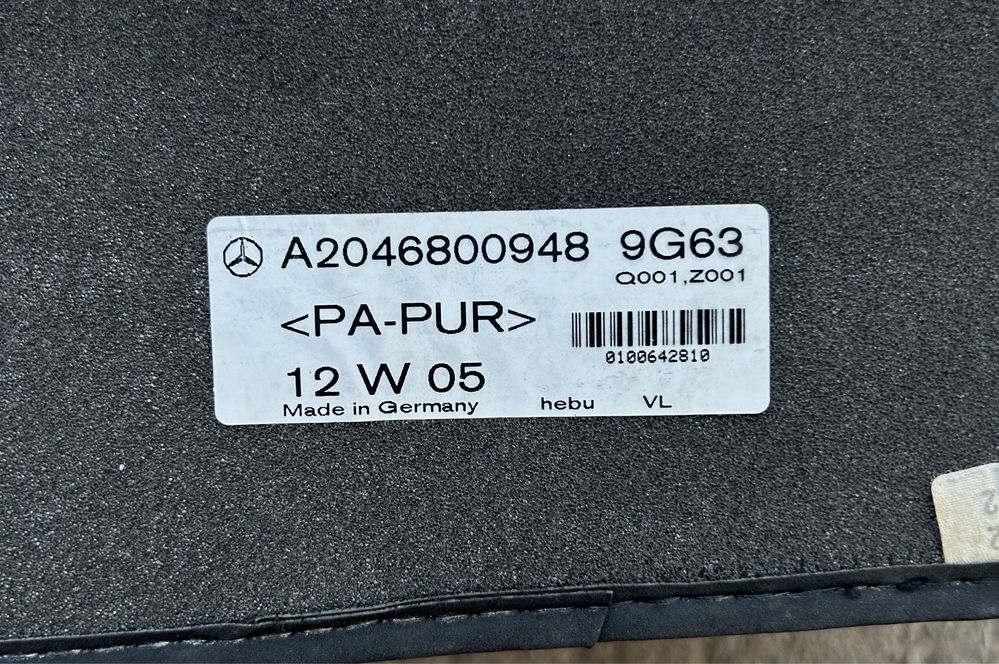 A2046800948 9G63
Q001,Z001
<PA-PUR>
0100642810
12 W 05
Made in Germany hebu VL